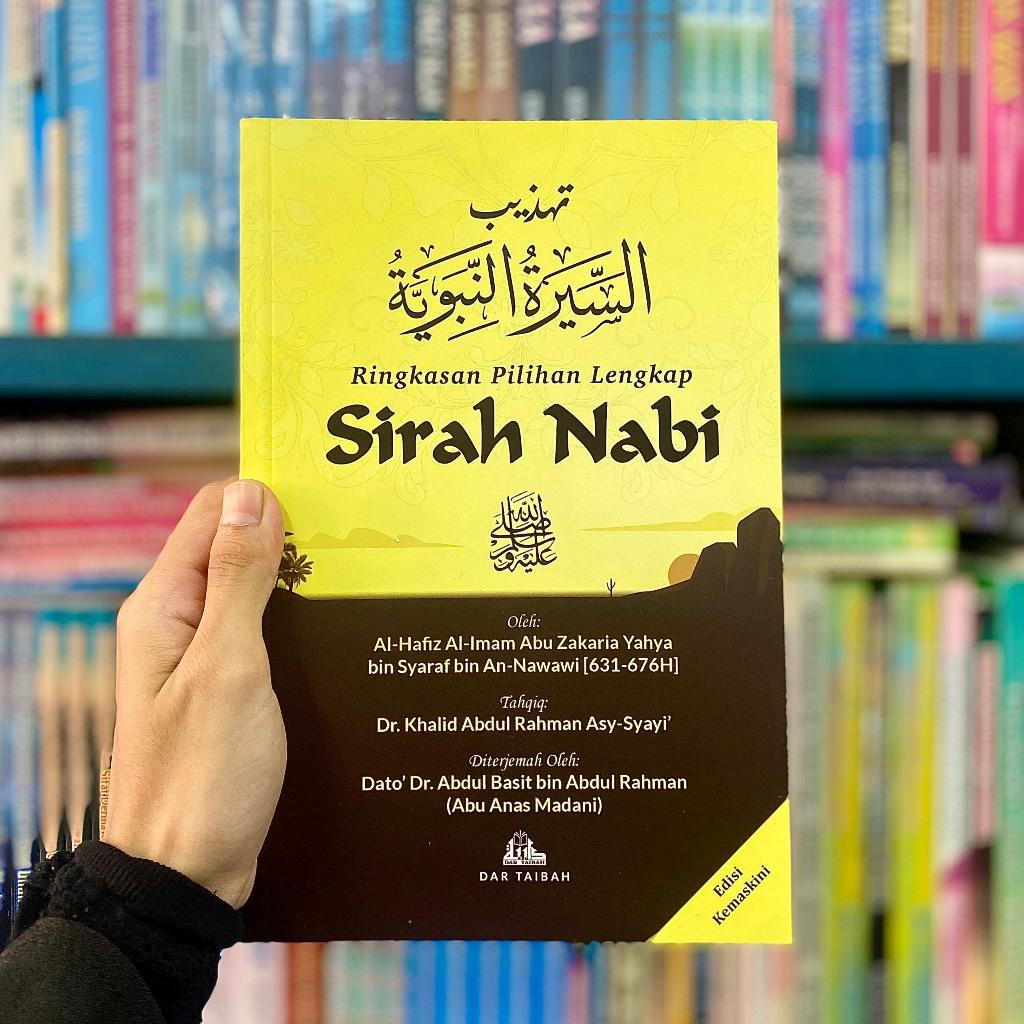 تهذيب
السِّيَرةُ النَّبَوِيَّةُ
Ringkasan Pilihan Lengkap
Sirah Nabi
صلى الله عليه وسلم
Oleh:
Al-Hafiz Al-Imam Abu Zakaria Yahya
bin Syaraf bin An-Nawawi [631-676H]
Tahqiq:
Dr. Khalid Abdul Rahman Asy-Syayi'
Diterjemah Oleh:
Dato' Dr. Abdul Basit bin Abdul Rahman
(Abu Anas Madani)
DAR TAIBAH
DAR TAIBAH
Edisi
Kemaskini